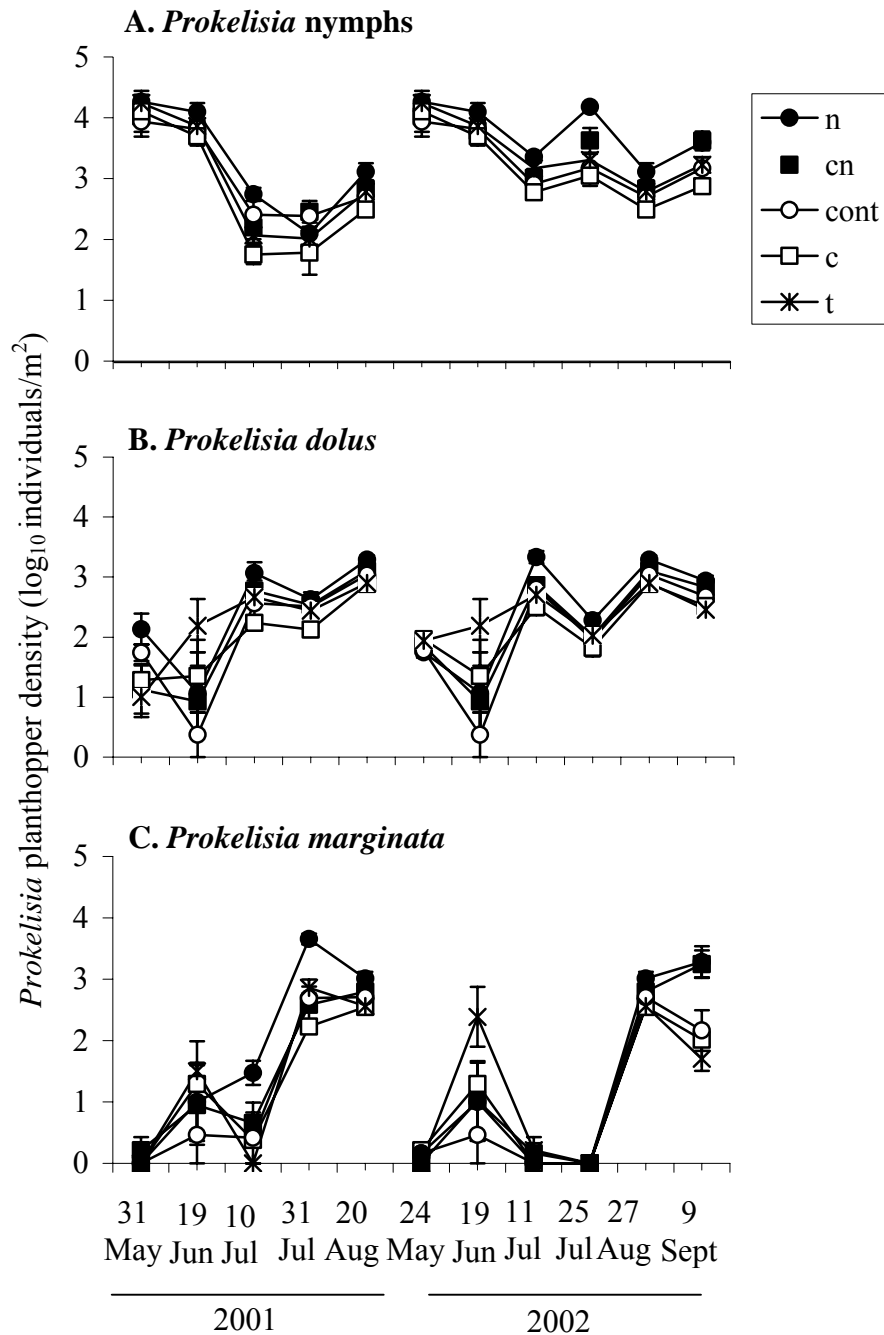 A. Prokelisia nymphs
5
4
3
2
1
0
n
cn
cont
c
t
Prokelisia planthopper density (log10 individuals/m²)
B. Prokelisia dolus
5
4
3
2
1
0
C. Prokelisia marginata
5
4
3
2
1
0
31 19 10 31 20 24 19 11 25 27 9
May Jun Jul Jul Aug May Jun Jul Jul Aug Sept
2001 2002